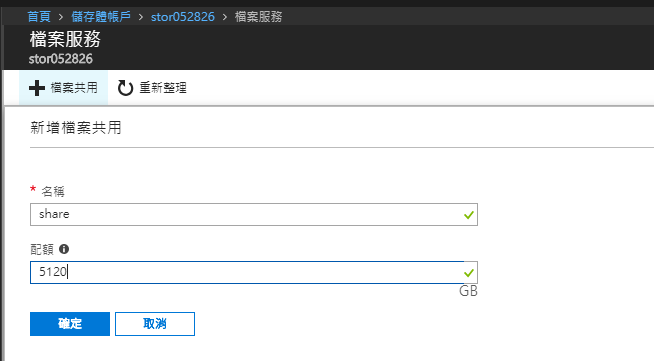 首頁 > 儲存體帳戶 > stor052826 > 檔案服務
檔案服務
stor052826
檔案共用 重新整理
新增檔案共用
* 名稱
share
配額
5120
GB
確定 取消